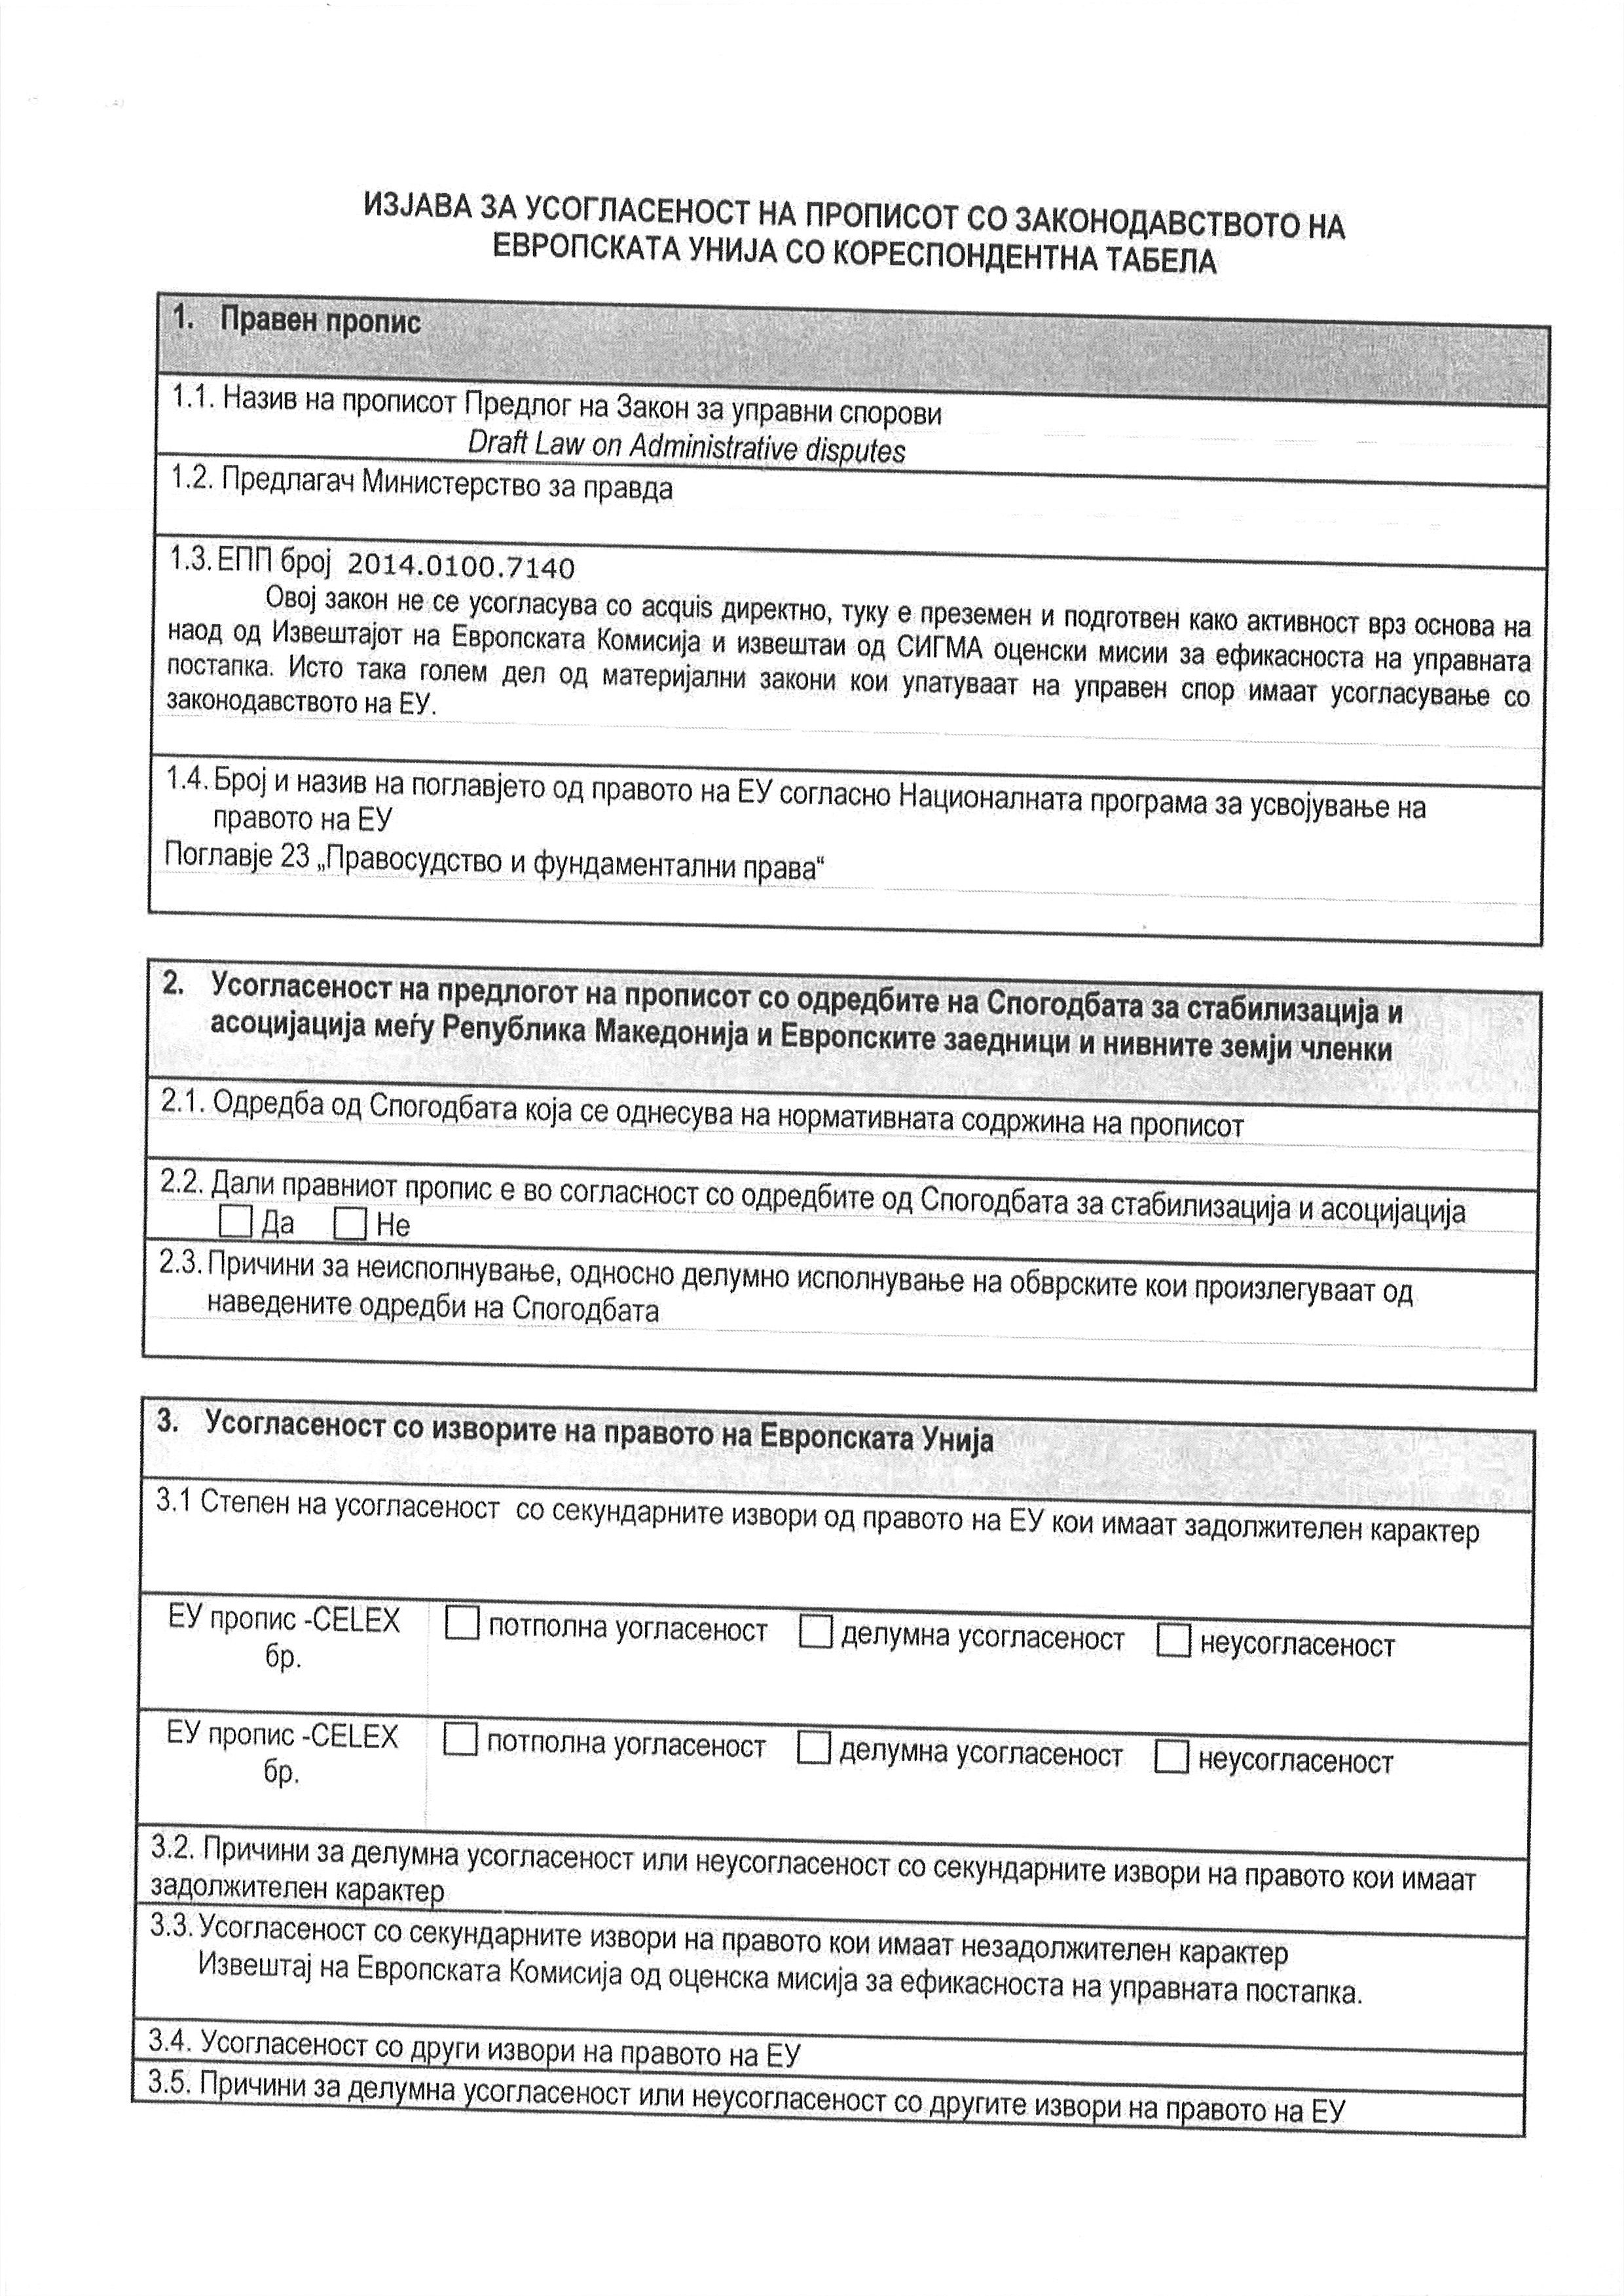 ИЗЈАВА ЗА УСОГЛАСЕНОСТ НА ПРОПИСОТ СО ЗАКОНОДАВСТВОТО НА
ЕВРОПСКАТА УНИЈА СО КОРЕСПОНДЕНТНА ТАБЕЛА
1. Правен пропис
1.1. Назив на прописот Предлог на Закон за управни спорови
Draft Law on Administrative disputes
1.2. Предлагач Министерство за правда
1.3. ЕПП број 2014.0100.7140
Овој закон не се усогласува со acquis директно, туку е преземен и подготвен како активност врз основа на
наод од Извештајот на Европската Комисија и извештаи од СИГМА оценски мисии за ефикасноста на управната
постапка. Исто така голем дел од материјални закони кои упатуваат на управен спор имаат усогласување со
законодавството на ЕУ.
1.4. Број и назив на поглавјето од правото на ЕУ согласно Националната програма за усвојување на
правото на ЕУ
Поглавје 23 „Правосудство и фундаментални права“
2. Усогласеност на предлогот на прописот со одредбите на Спогодбата за стабилизација и
асоцијација меѓу Република Македонија и Европските заедници и нивните земји членки
2.1. Одредба од Спогодбата која се однесува на нормативната содржина на прописот
2.2. Дали правниот пропис е во согласност со одредбите од Спогодбата за стабилизација и асоцијација
Да Не
2.3. Причини за неисполнување, односно делумно исполнување на обврските кои произлегуваат од
наведените одредби на Спогодбата
3. Усогласеност со изворите на правото на Европската Унија
3.1 Степен на усогласеност со секундарните извори од правото на ЕУ кои имаат задолжителен карактер
ЕУ пропис -CELEX потполна уогласеност делумна усогласеност неусогласеност
бр.
ЕУ пропис -CELEX потполна уогласеност делумна усогласеност неусогласеност
бр.
3.2. Причини за делумна усогласеност или неусогласеност со секундарните извори на правото кои имаат
задолжителен карактер
3.3. Усогласеност со секундарните извори на правото кои имаат незадолжителен карактер
Извештај на Европската Комисија од оценска мисија за ефикасноста на управната постапка.
3.4. Усогласеност со други извори на правото на ЕУ
3.5. Причини за делумна усогласеност или неусогласеност со другите извори на правото на ЕУ